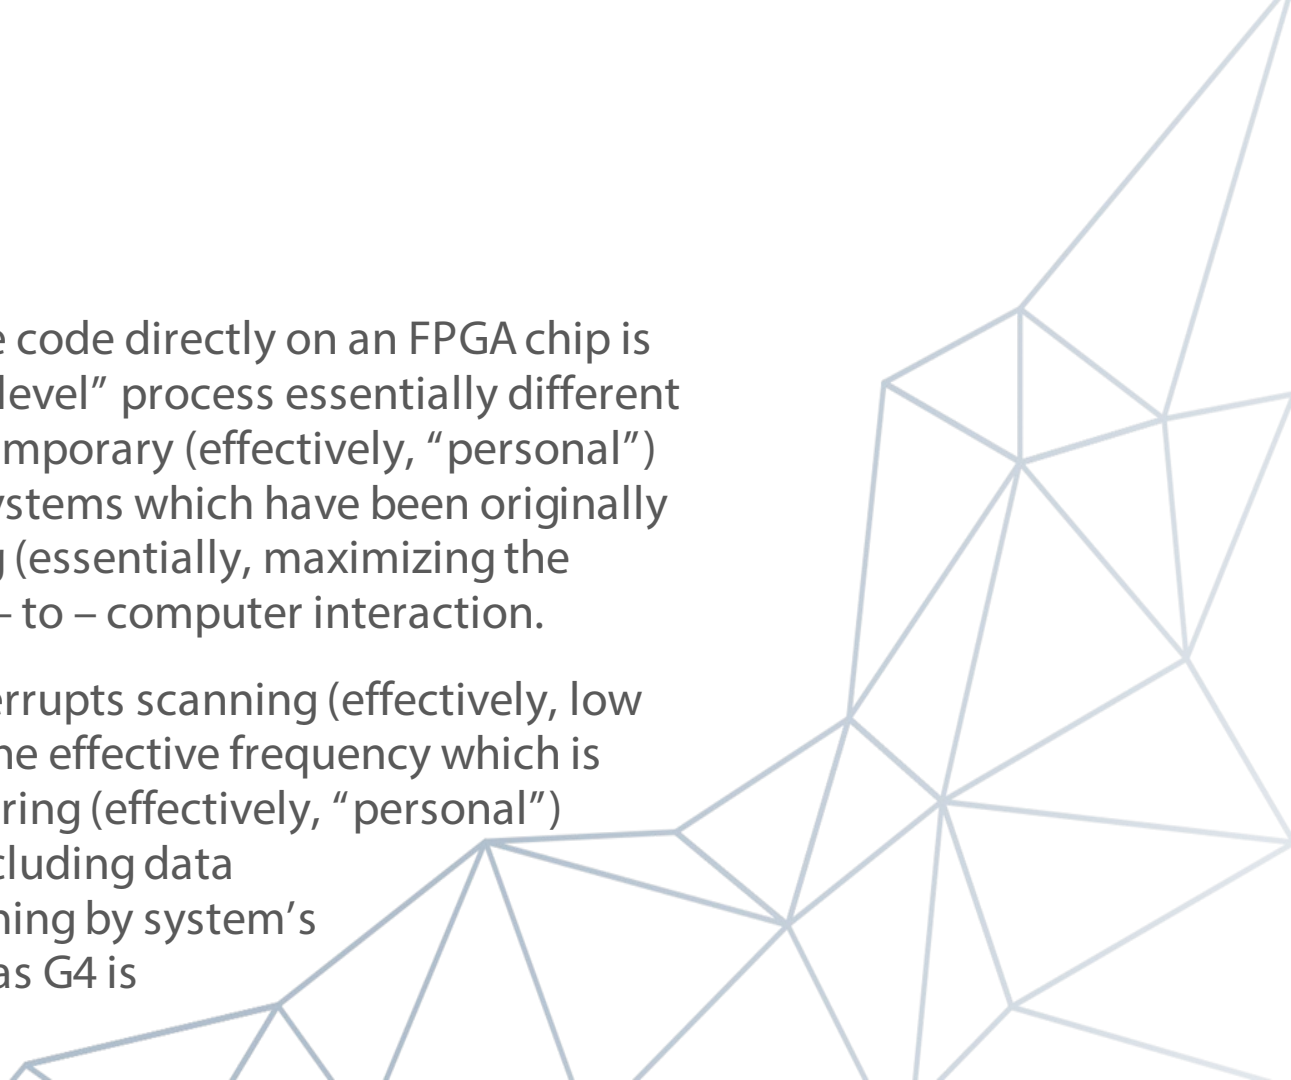 e code directly on an FPGA chip is
level” process essentially different
mporary (effectively, “personal”)
ystems which have been originally
g (essentially, maximizing the
– to – computer interaction.
errupts scanning (effectively, low
he effective frequency which is
ring (effectively, “personal”)
cluding data
ning by system’s
as G4 is